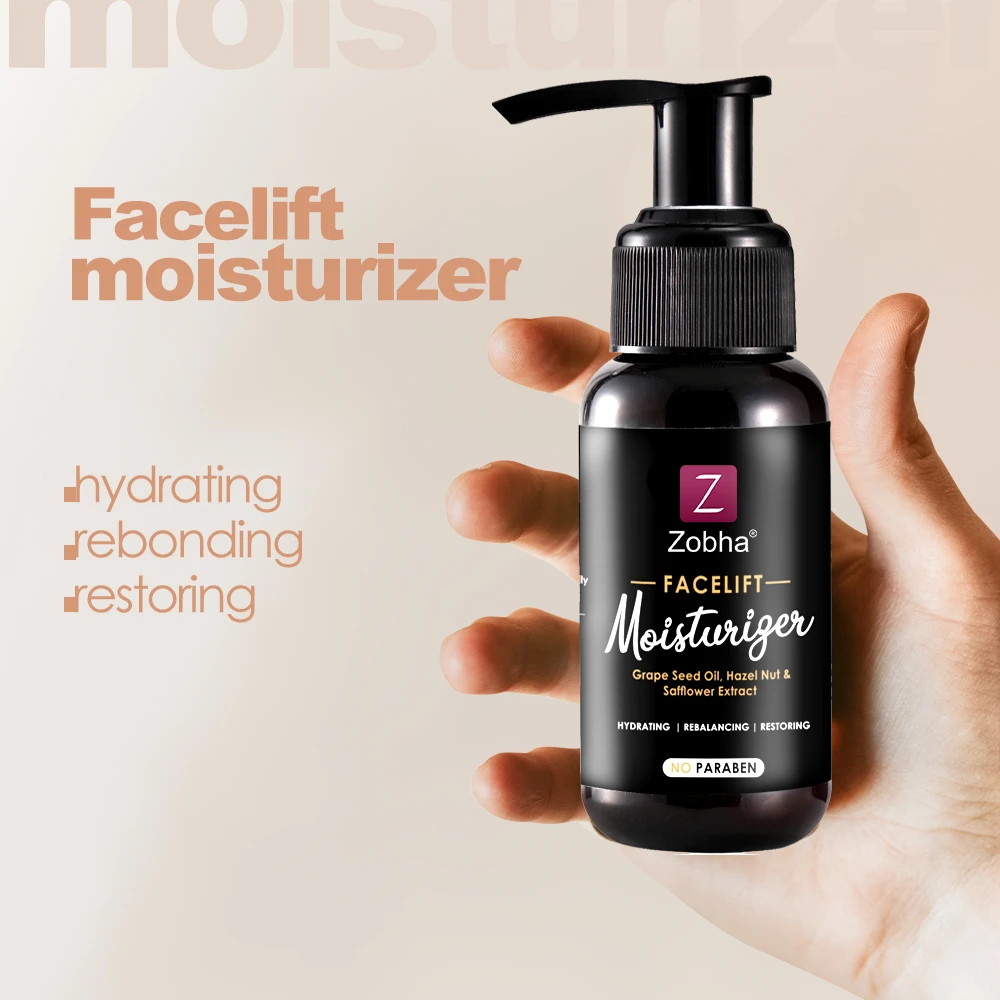 moisturizer
Facelift
moisturizer
hydrating
rebonding
restoring
Z
Zobha®
FACELIFT
Moisturizer
Grape Seed Oil, Hazel Nut &
Safflower Extract
HYDRATING | REBALANCING | RESTORING
NO PARABEN